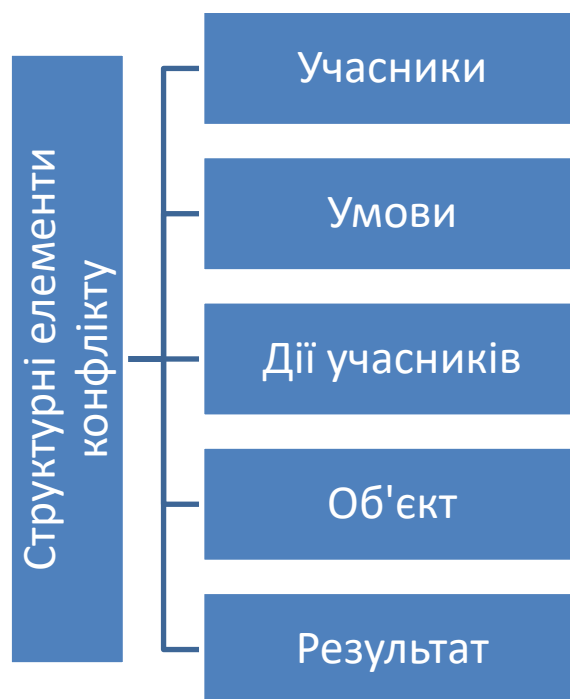 Структурні елементи
конфлікту
Учасники
Умови
Дії учасників
Об'єкт
Результат